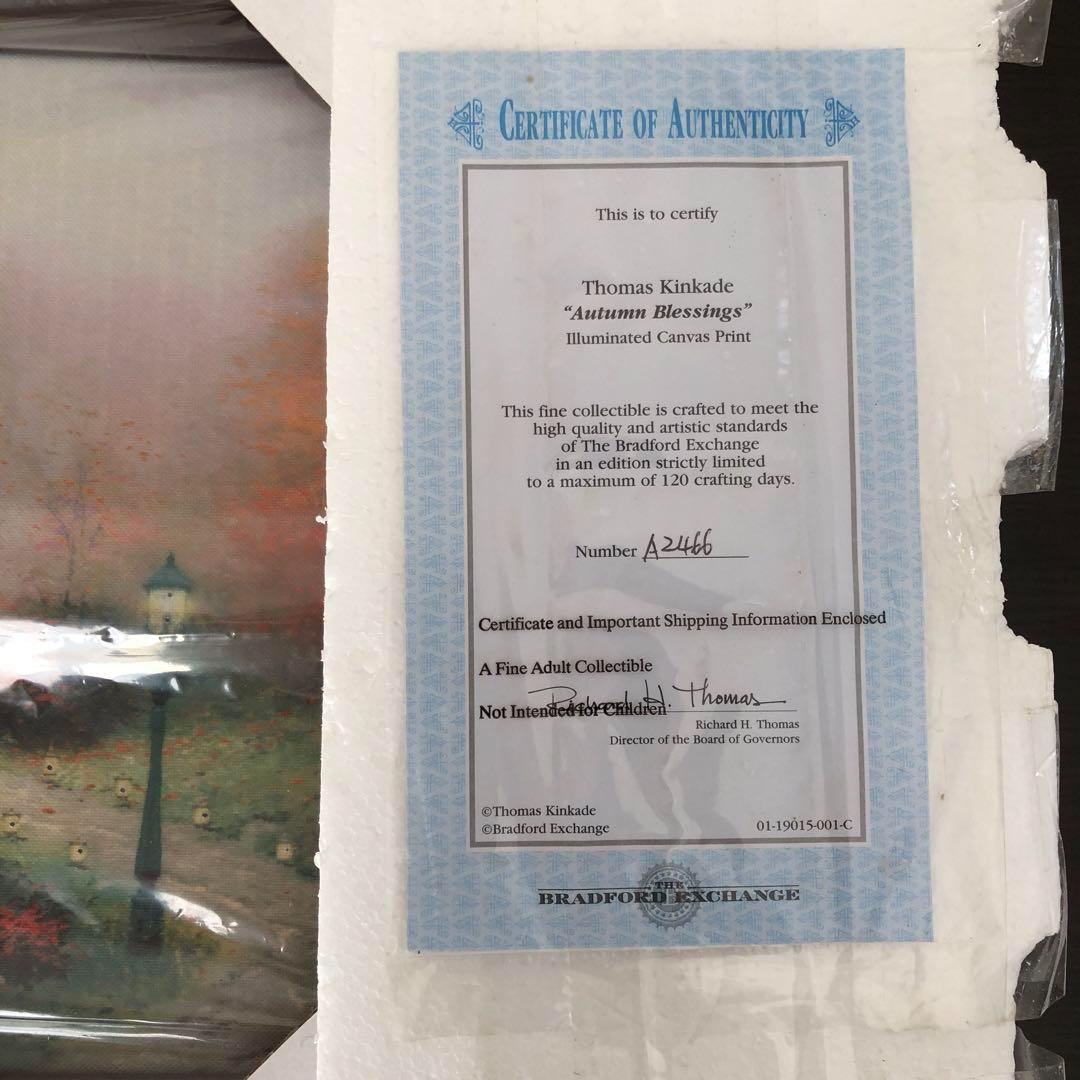 CERTIFICATE OF AUTHENTICITY
This is to certify
Thomas Kinkade
“Autumn Blessings”
Illuminated Canvas Print
This fine collectible is crafted to meet the
high quality and artistic standards
of The Bradford Exchange
in an edition strictly limited
to a maximum of 120 crafting days.
Number A2466
Certificate and Important Shipping Information Enclosed
A Fine Adult Collectible
Richard H. Thomas
Not Intended for Children
Richard H. Thomas
Director of the Board of Governors
©Thomas Kinkade
©Bradford Exchange
01-19015-001-C
THE
BRADFORD EXCHANGE